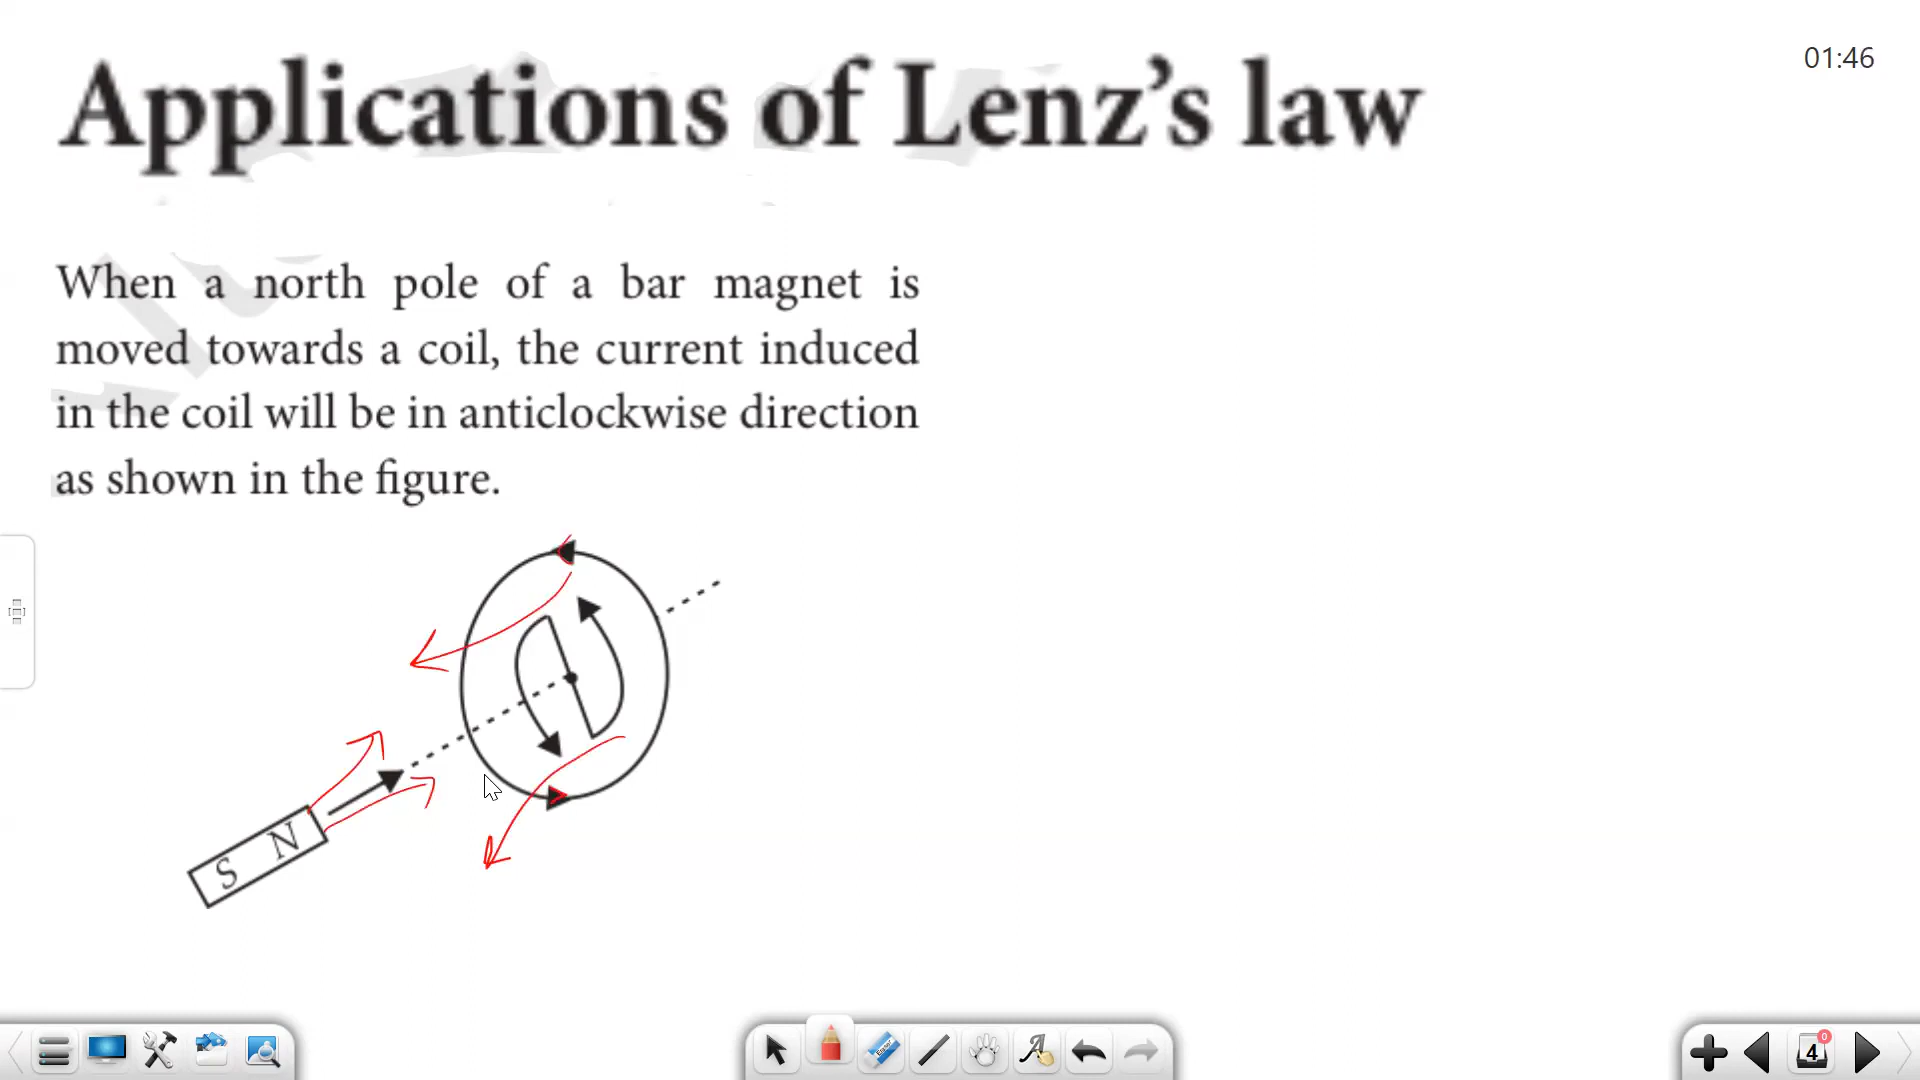 01:46
Applications of Lenz's law
When a north pole of a bar magnet is
moved towards a coil, the current induced
in the coil will be in anticlockwise direction
as shown in the figure.
S N
4
0